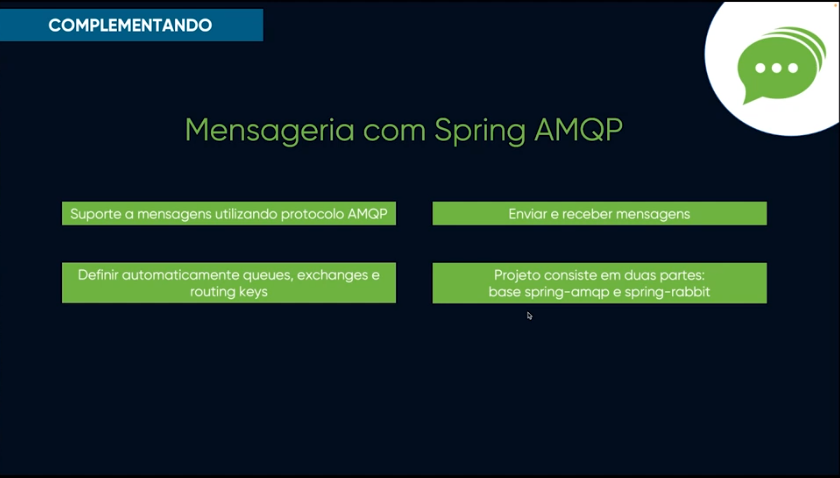 COMPLEMENTANDO
Mensageria com Spring AMQP
Suporte a mensagens utilizando protocolo AMQP
Enviar e receber mensagens
Definir automaticamente queues, exchanges e
routing keys
Projeto consiste em duas partes:
base spring-amqp e spring-rabbit